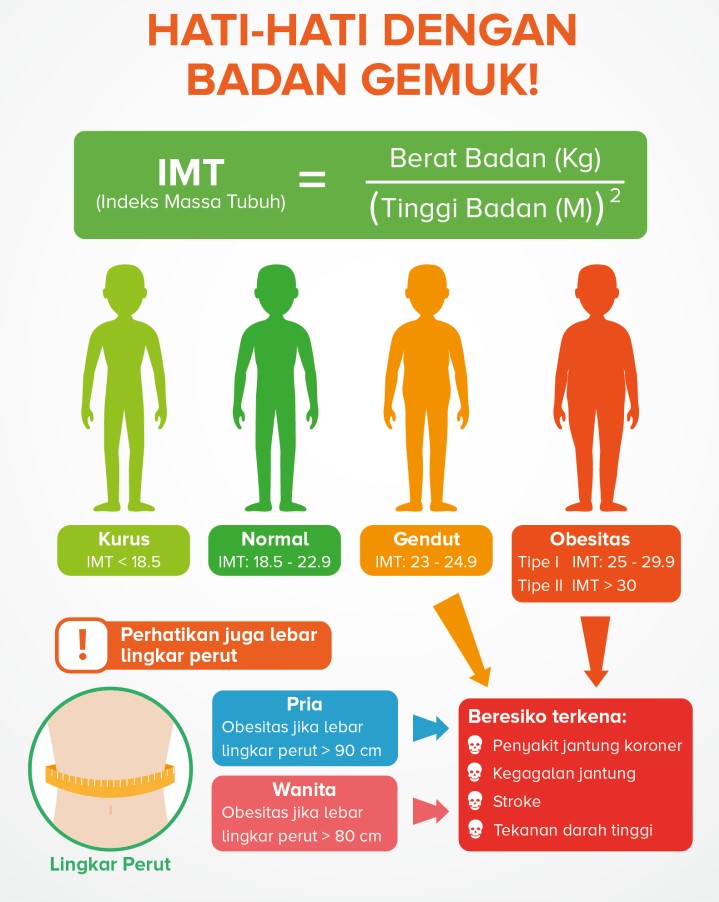 HATI-HATI DENGAN
BADAN GEMUK!
IMT
(Indeks Massa Tubuh)
=
Berat Badan (Kg)
(Tinggi Badan (M)) 2
Kurus
IMT < 18.5
Normal
IMT: 18.5 - 22.9
Gendut
IMT: 23 - 24.9
Obesitas
Tipe I IMT: 25 - 29.9
Tipe II IMT > 30
!
Perhatikan juga lebar
lingkar perut
Lingkar Perut
Pria
Obesitas jika lebar
lingkar perut > 90 cm
Wanita
Obesitas jika lebar
lingkar perut > 80 cm
Beresiko terkena:
Penyakit jantung koroner
Kegagalan jantung
Stroke
Tekanan darah tinggi